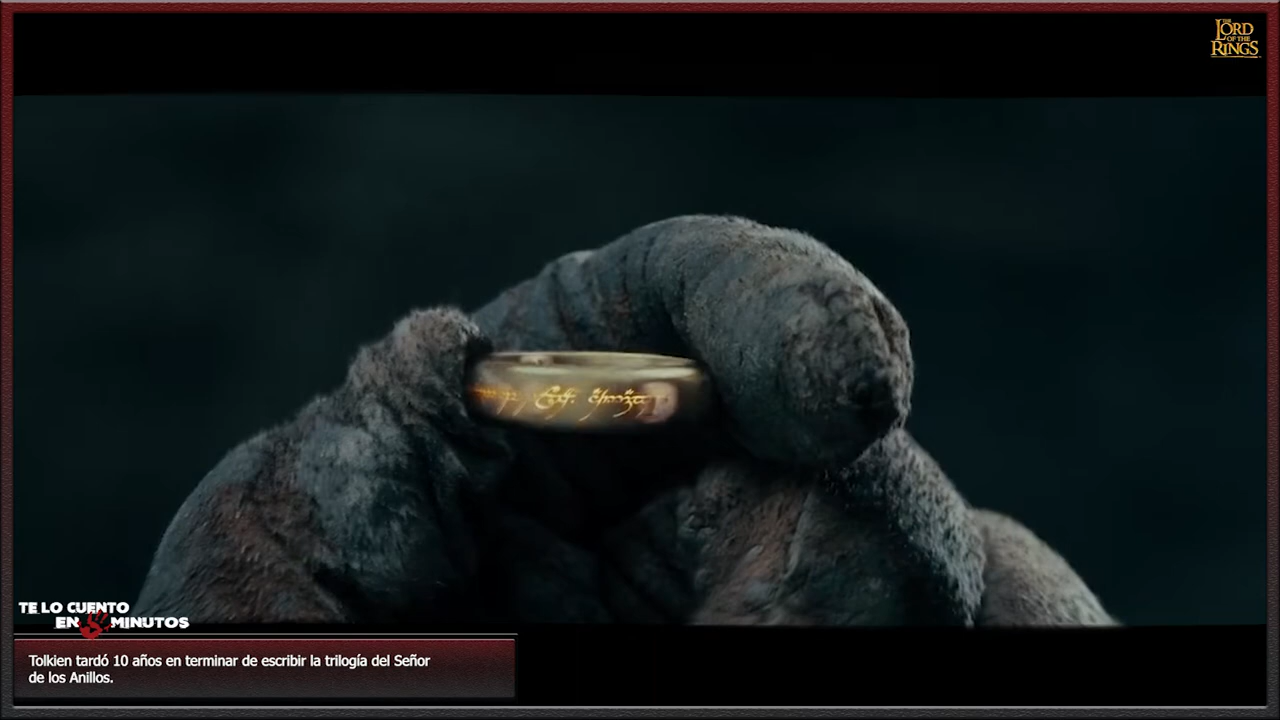 THE
LORD
OF THE
RINGS
TE LO CUENTO
EN 5 MINUTOS
Tolkien tardó 10 años en terminar de escribir la trilogía del Señor
de los Anillos.